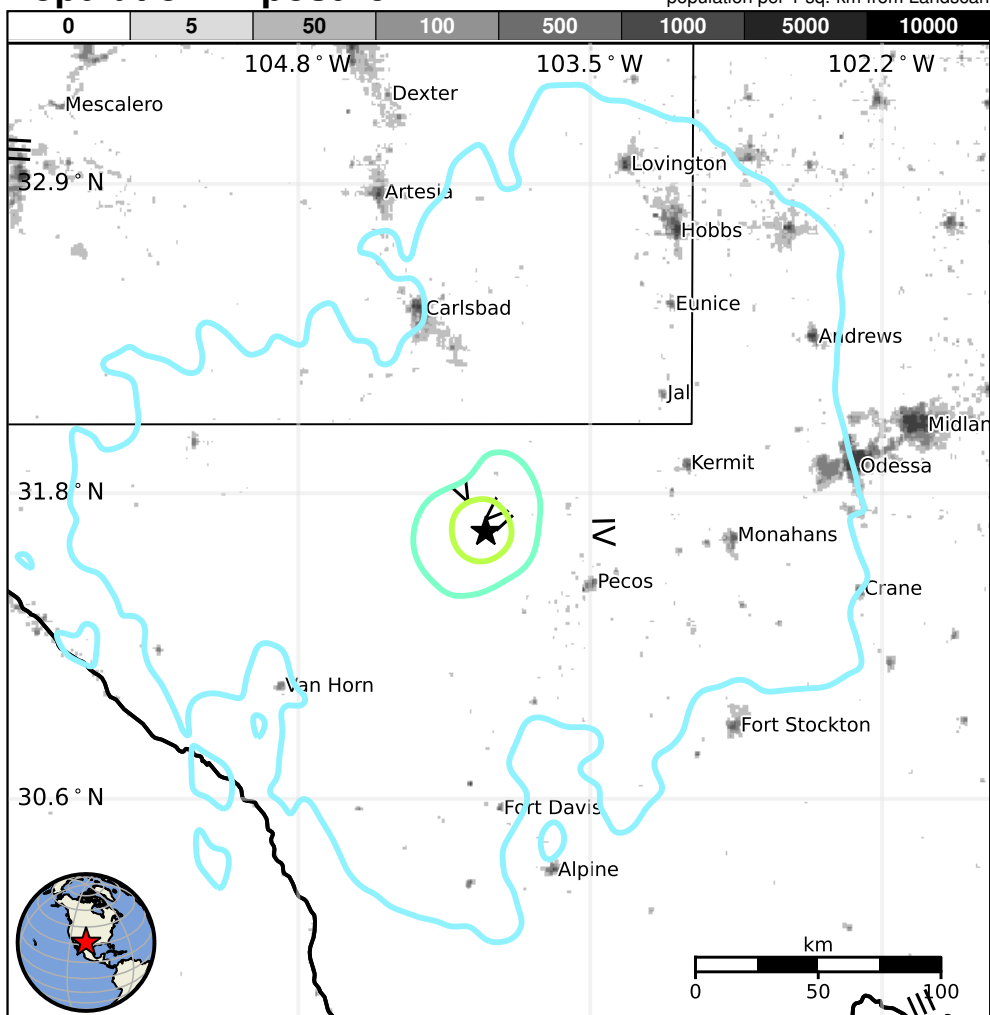 population per 1 sq. km from Landscan
0 5 50 100 500 1000 5000 10000
104.8°W 103.5°W 102.2°W
Mescalero
Dexter
III
Lovington
32.9°N
Artesia
Hobbs
Carlsbad
Eunice
Andrews
Jal
Midlan
Kermit
Odessa
31.8°N
V
IV
Monahans
Pecos
Crane
Van Horn
Fort Stockton
30.6°N
Fort Davis
Alpine
km
0 50 100
III